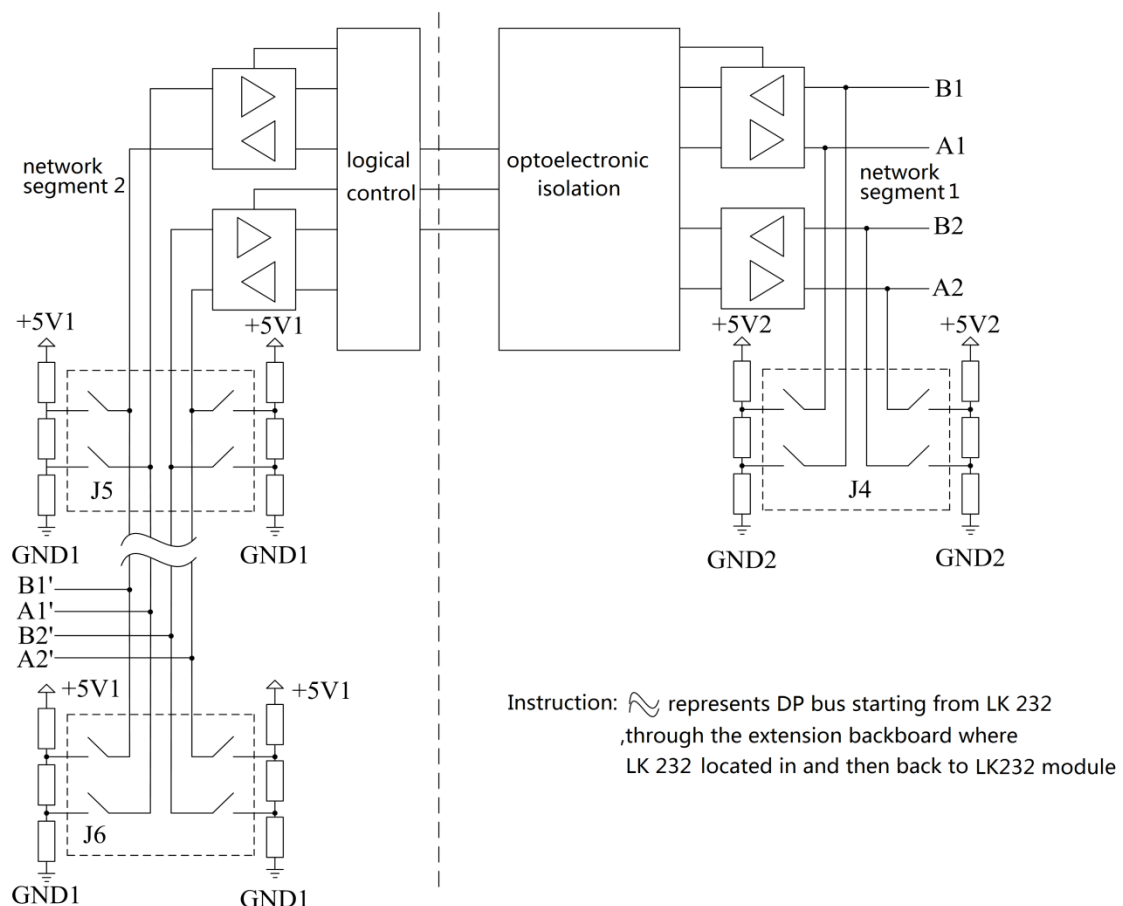 network
segment 2
logical
control
optoelectronic
isolation
B1
A1
network
segment 1
B2
A2
+5V1
+5V1
+5V2
+5V2
J5
J4
GND1
GND1
GND2
GND2
B1'
A1'
B2'
A2'
+5V1
+5V1
J6
GND1
GND1
Instruction: represents DP bus starting from LK 232
,through the extension backboard where
LK 232 located in and then back to LK232 module